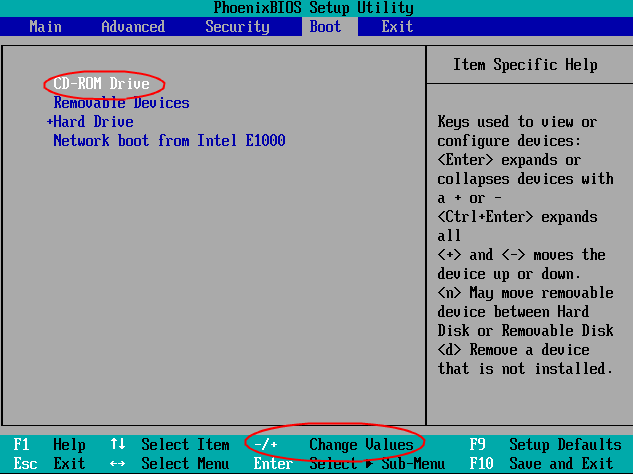 PhoenixBIOS Setup Utility
Main Advanced Security Boot Exit
CD-ROM Drive
Removable Devices
+Hard Drive
Network boot from Intel E1000
Item Specific Help
Keys used to view or
configure devices:
<Enter> expands or
collapses devices with
a + or -
<Ctrl+Enter> expands
all
<+> and <-> moves the
device up or down.
<n> May move removable
device between Hard
Disk or Removable Disk
<d> Remove a device
that is not installed.
F1 Help ↑↓ Select Item -/+ Change Values F9 Setup Defaults
Esc Exit ↔ Select Menu Enter Select ▶ Sub-Menu F10 Save and Exit